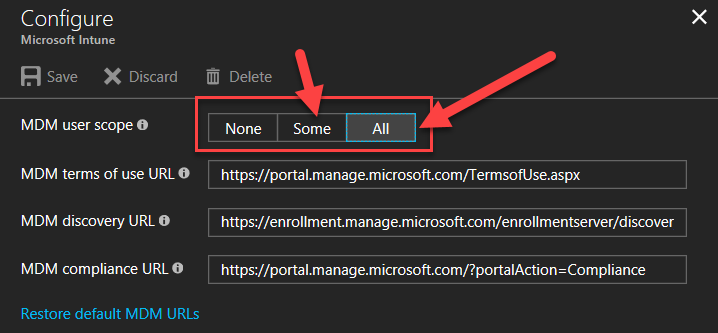 Configure
Microsoft Intune
Save Discard Delete
MDM user scope None Some All
MDM terms of use URL https://portal.manage.microsoft.com/TermsofUse.aspx
MDM discovery URL https://enrollment.manage.microsoft.com/enrollmentserver/discover
MDM compliance URL https://portal.manage.microsoft.com/?portalAction=Compliance
Restore default MDM URLs